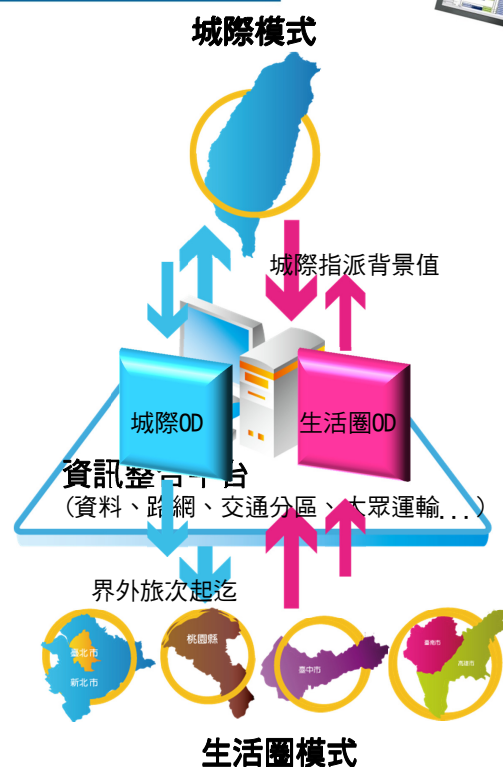 城際模式
城際指派背景值
城際OD
生活圈OD
資訊整合平台
(資料、路網、交通分區、大眾運輸...)
界外旅次起迄
臺北市
新北市
桃園縣
臺中市
臺南市
高雄市
生活圈模式